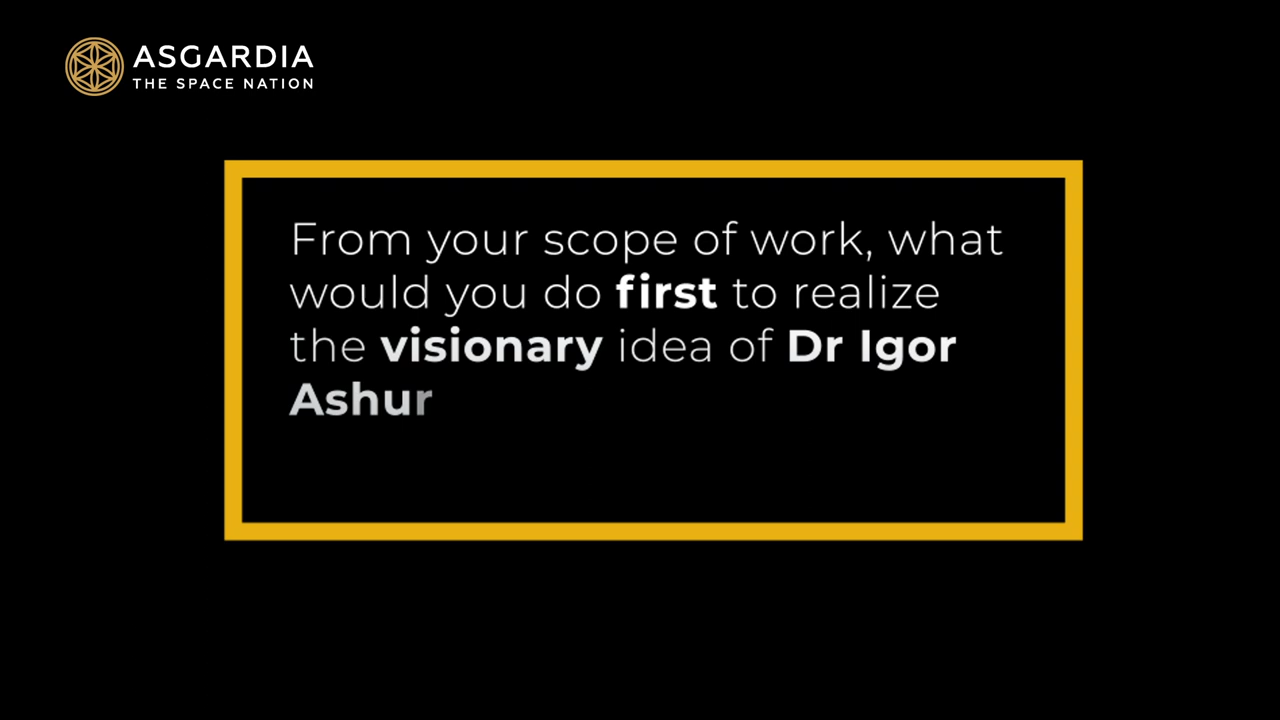 ASGARDIA
THE SPACE NATION
From your scope of work, what
would you do first to realize
the visionary idea of Dr Igor
Ashur